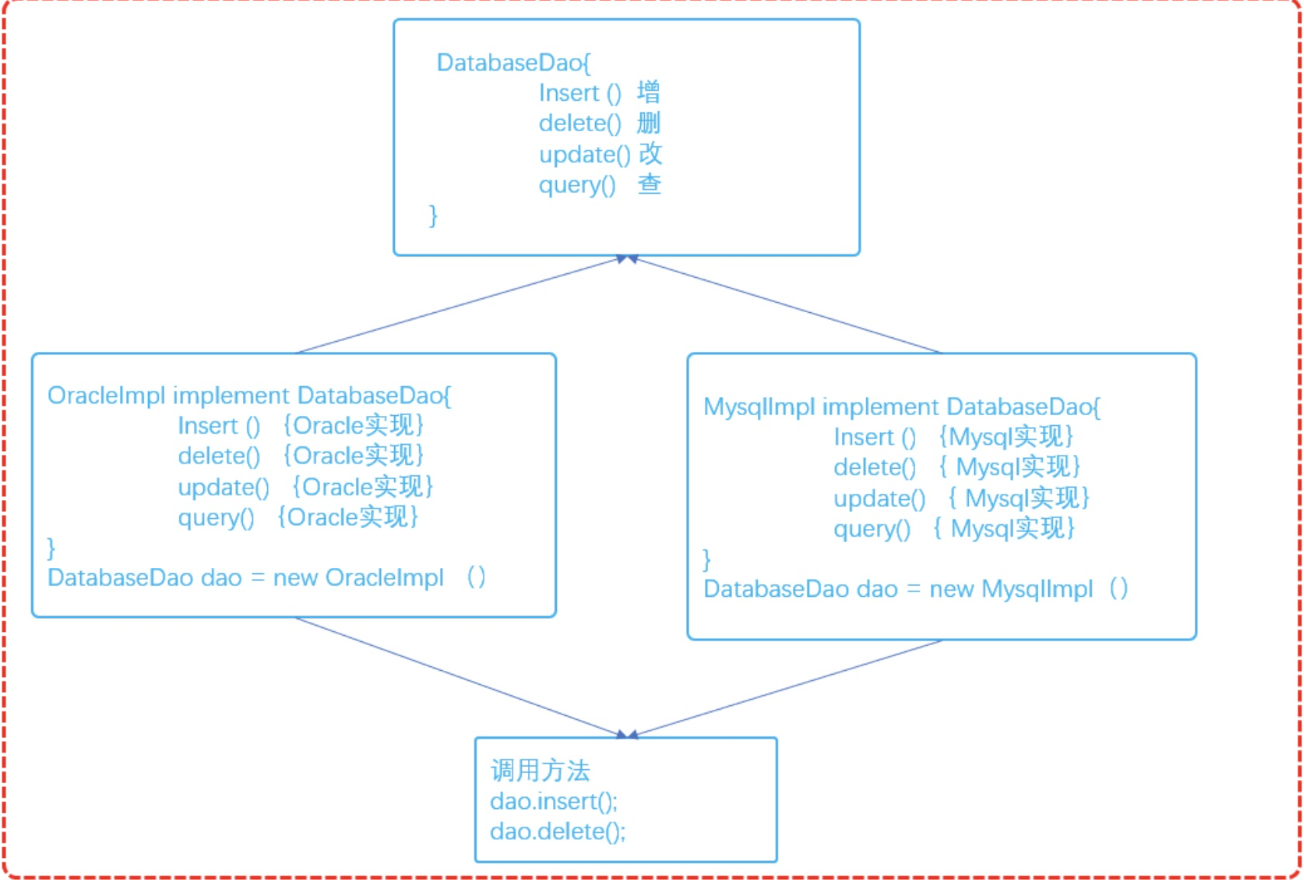 DatabaseDao{
Insert () 增
delete() 删
update() 改
query() 查
}
OracleImpl implement DatabaseDao{
Insert () {Oracle实现}
delete() {Oracle实现}
update() {Oracle实现}
query() {Oracle实现}
}
DatabaseDao dao = new OracleImpl （）
MysqlImpl implement DatabaseDao{
Insert () {Mysql实现}
delete() { Mysql实现}
update() { Mysql实现}
query() { Mysql实现}
}
DatabaseDao dao = new MysqlImpl（）
调用方法
dao.insert();
dao.delete();